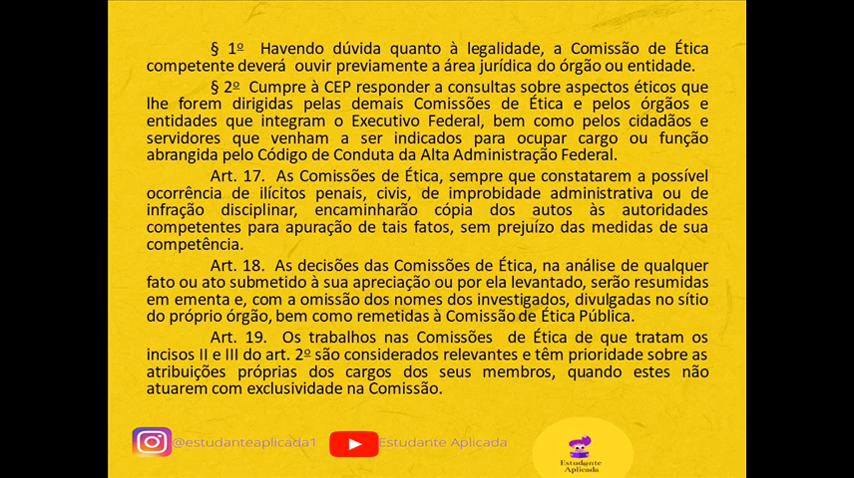 § 1º Havendo dúvida quanto à legalidade, a Comissão de Ética
competente deverá ouvir previamente a área jurídica do órgão ou entidade.
§ 2º Cumpre à CEP responder a consultas sobre aspectos éticos que
lhe forem dirigidas pelas demais Comissões de Ética e pelos órgãos e
entidades que integram o Executivo Federal, bem como pelos cidadãos e
servidores que venham a ser indicados para ocupar cargo ou função
abrangida pelo Código de Conduta da Alta Administração Federal.
Art. 17. As Comissões de Ética, sempre que constatarem a possível
ocorrência de ilícitos penais, civis, de improbidade administrativa ou de
infração disciplinar, encaminharão cópia dos autos às autoridades
competentes para apuração de tais fatos, sem prejuízo das medidas de sua
competência.
Art. 18. As decisões das Comissões de Ética, na análise de qualquer
fato ou ato submetido à sua apreciação ou por ela levantado, serão resumidas
em ementa e, com a omissão dos nomes dos investigados, divulgadas no sítio
do próprio órgão, bem como remetidas à Comissão de Ética Pública.
Art. 19. Os trabalhos nas Comissões de Ética de que tratam os
incisos II e III do art. 2º são considerados relevantes e têm prioridade sobre as
atribuições próprias dos cargos dos seus membros, quando estes não
atuarem com exclusividade na Comissão.
@estudanteaplicada1 Estudante Aplicada
Estudante
Aplicada